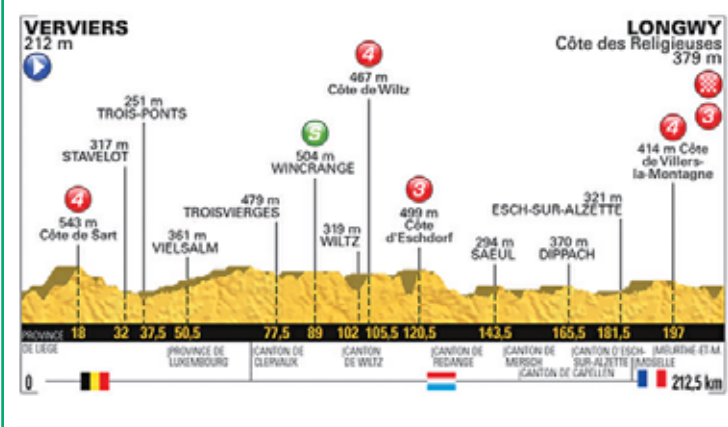 VERVIERS
212 m
LONGWY
Côte des Religieuses
379 m
4
467 m
Côte de Wiltz
251 m
TROIS-PONTS
317 m
STAVELOT
S
504 m
WINCRANGE
3
4
414 m Côte
de Villers-
la-Montagne
4
543 m
Côte de Sart
479 m
TROISVIERGES
3
499 m
Côte
d'Eschdorf
321 m
ESCH-SUR-ALZETTE
361 m
VIELSALM
319 m
WILTZ
294 m
SAEUL
370 m
DIPPACH
PROVINCE 18 32 37,5 50,5 77,5 89 102 105,5 120,5 143,5 165,5 181,5 197
DE LIEGE
PROVINCE DE
LUXEMBOURG
CANTON DE
CLERVAUX
CANTON
DE WILTZ
CANTON DE
REDANGE
CANTON DE
MERSCH
CANTON DE CAPELLEN
CANTON D'ESCH-
SUR-ALZETTE
MEURTHE-ET-M.
MOSELLE
0
212,5 km